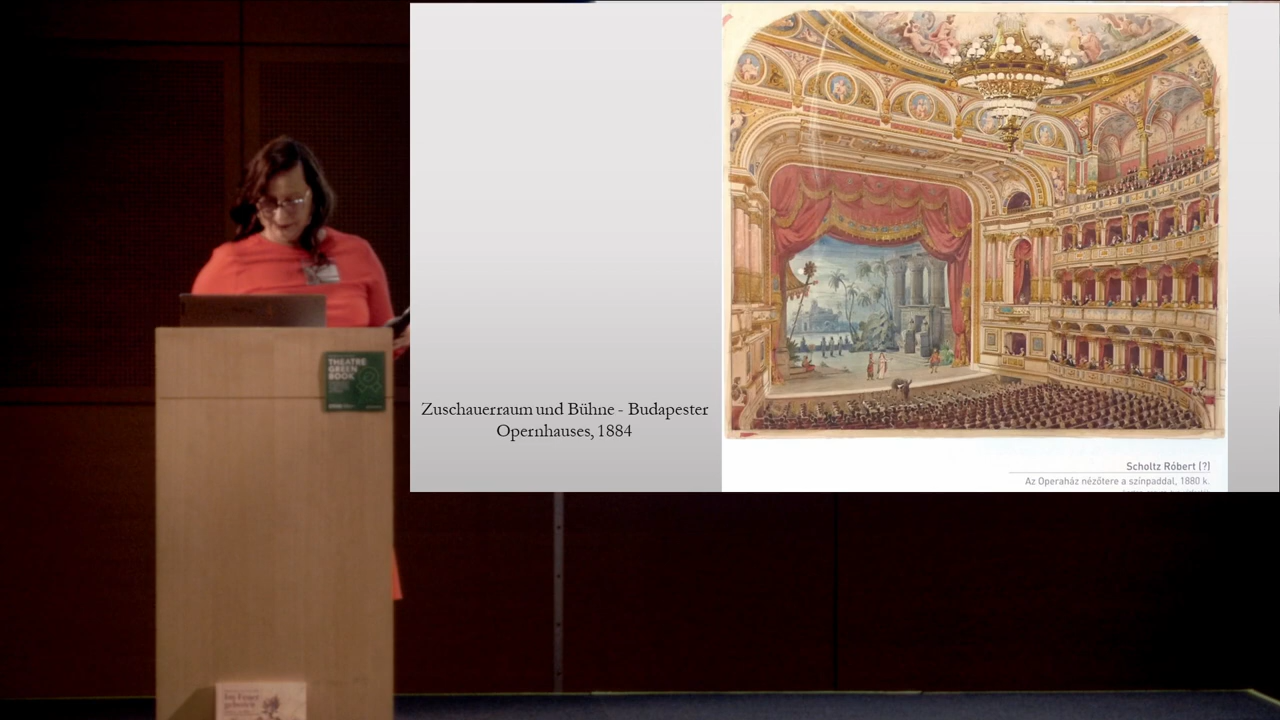 Zuschauerraum und Bühne - Budapester
Opernhauses, 1884
Scholtz Róbert (?)
Az Operaház nézőtere a színpaddal, 1880 k.
THEATRE
GREEN
BOOK